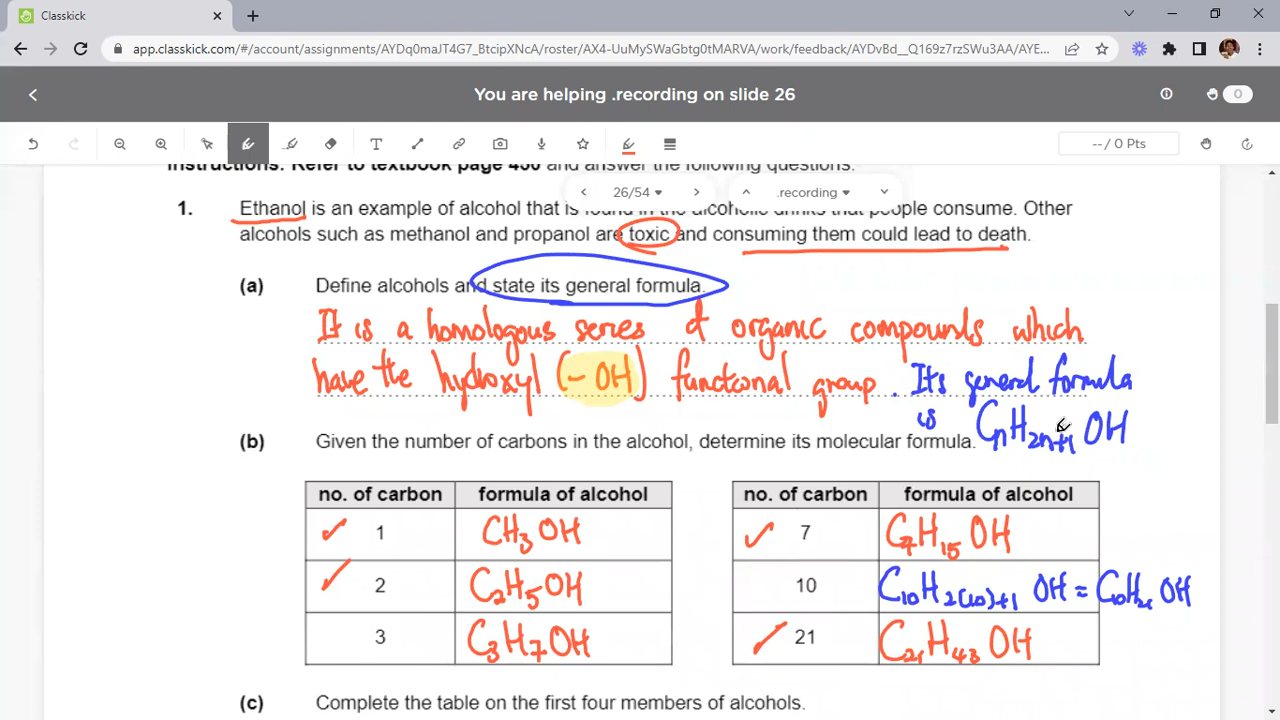 Classkick
app.classkick.com/#/account/assignments/AYDq0maJT4G7_BtcipXNrA/roster/AX4-UuMySWaGbtg0tMARVA/work/feedback/AYDvBd__Q169z7rzSWu3AA/AYE...
You are helping .recording on slide 26
0
-- / 0 Pts
Instructions: Refer to textbook page 450 and answer the following questions.
26/54
.recording
1. Ethanol is an example of alcohol that is found in the alcoholic drinks that people consume. Other
alcohols such as methanol and propanol are toxic and consuming them could lead to death.
(a) Define alcohols and state its general formula.
It is a homologous series of organic compounds which
have the hydroxyl (-OH) functional group. Its general formula
is CnH2n+1 OH
(b) Given the number of carbons in the alcohol, determine its molecular formula.
no. of carbon formula of alcohol no. of carbon formula of alcohol
✓ 1 CH3OH ✓ 7 C7H15 OH
✓ 2 C2H5OH 10 C10H2(10)+1 OH = C10H21 OH
3 C3H7OH ✓ 21 C21H43 OH
(c) Complete the table on the first four members of alcohols.